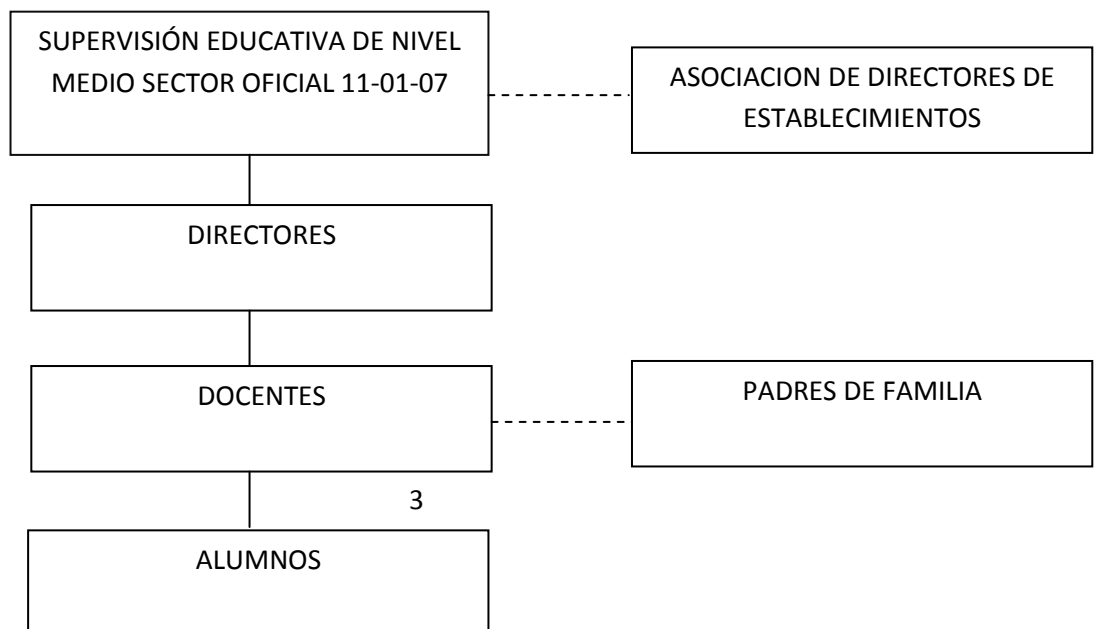 SUPERVISIÓN EDUCATIVA DE NIVEL
MEDIO SECTOR OFICIAL 11-01-07
ASOCIACION DE DIRECTORES DE
ESTABLECIMIENTOS
DIRECTORES
DOCENTES
PADRES DE FAMILIA
3
ALUMNOS